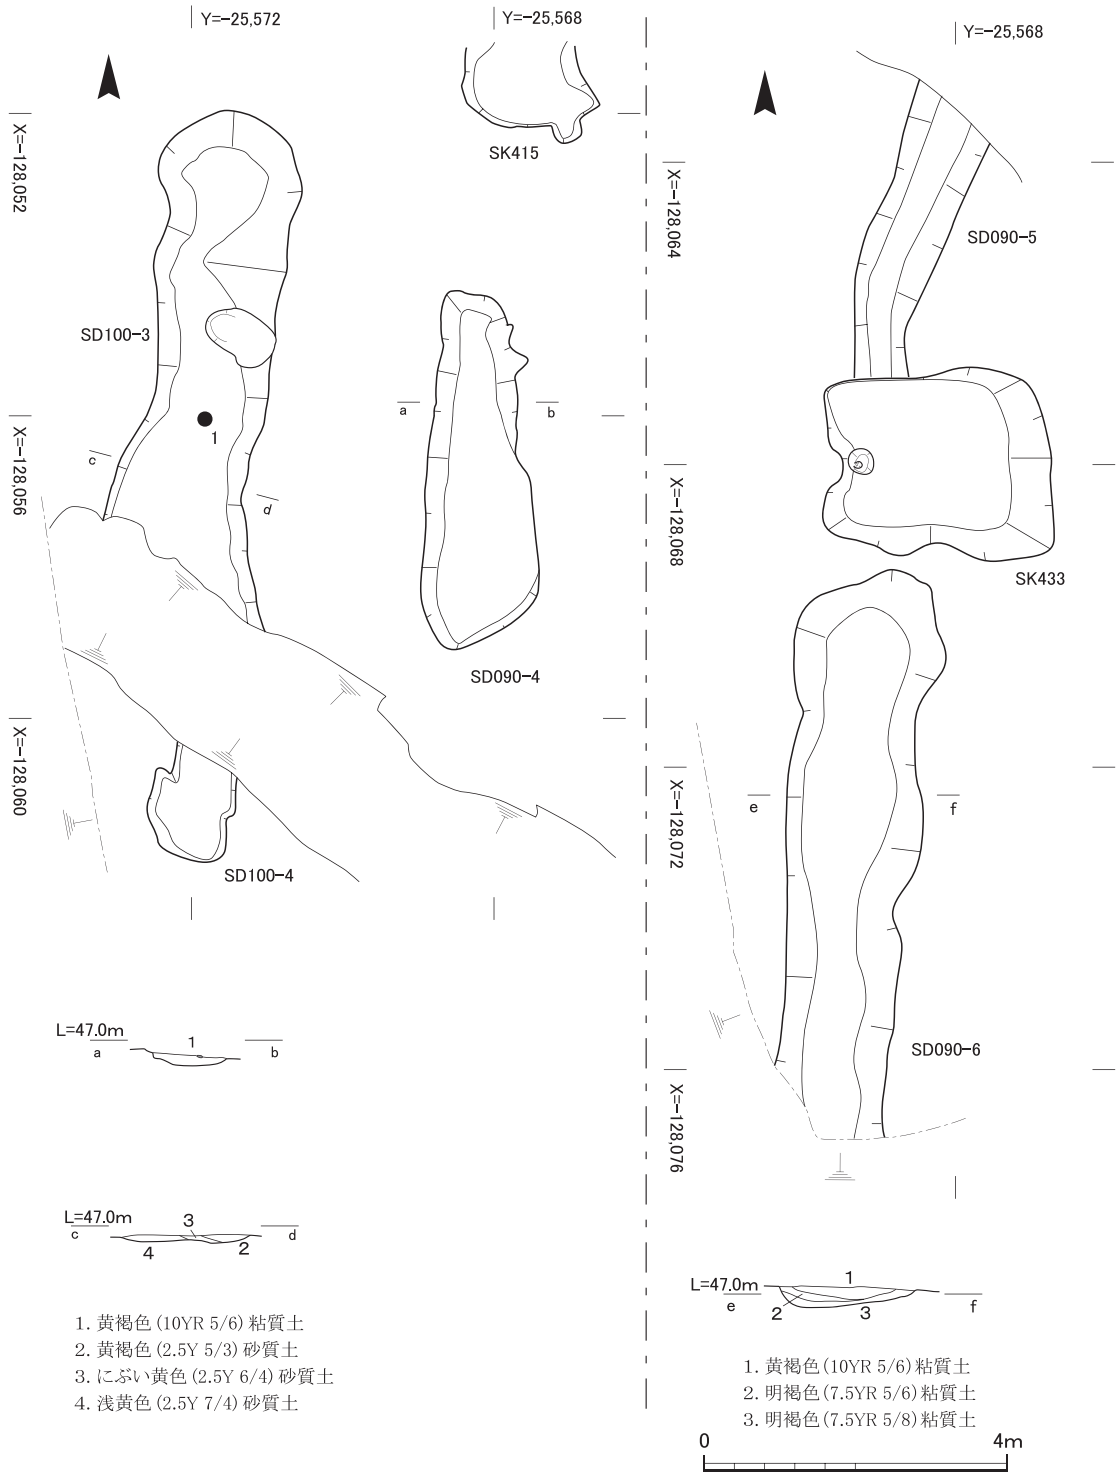 Y=-25,572
Y=-25,568
X=-128,052
SK415
SD100-3
a
b
1
c
d
X=-128,056
SD090-4
X=-128,060
SD100-4
L=47.0m
a
1
b
L=47.0m
c
3
d
4
2
1. 黄褐色(10YR 5/6)粘質土
2. 黄褐色(2.5Y 5/3)砂質土
3. にぶい黄色(2.5Y 6/4)砂質土
4. 浅黄色(2.5Y 7/4)砂質土
Y=-25,568
X=-128,064
SD090-5
X=-128,068
SK433
X=-128,072
e
f
SD090-6
X=-128,076
L=47.0m
e
1
f
2
3
1. 黄褐色(10YR 5/6)粘質土
2. 明褐色(7.5YR 5/6)粘質土
3. 明褐色(7.5YR 5/8)粘質土
0
4m